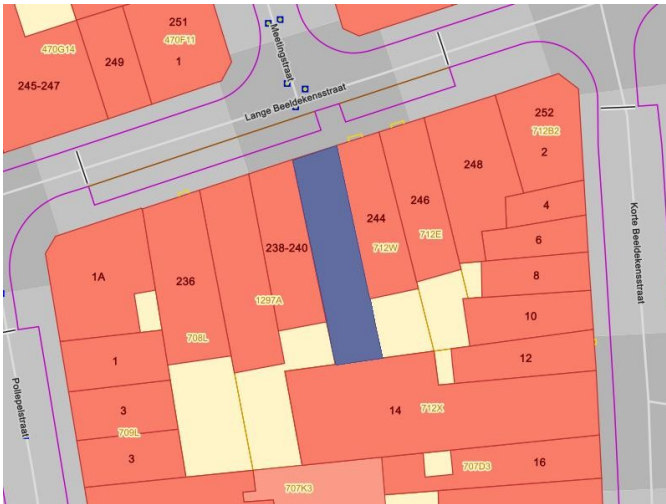 251
470F11
1
470G14
249
245-247
Meetingstraat
Lange Beeldekensstraat
252
712B2
2
248
4
246
244
712E
712W
6
238-240
236
1A
8
1297A
10
708L
1
12
3
14
712X
709L
3
707D3
16
707K3
Pollepelstraat
Korte Beeldekensstraat